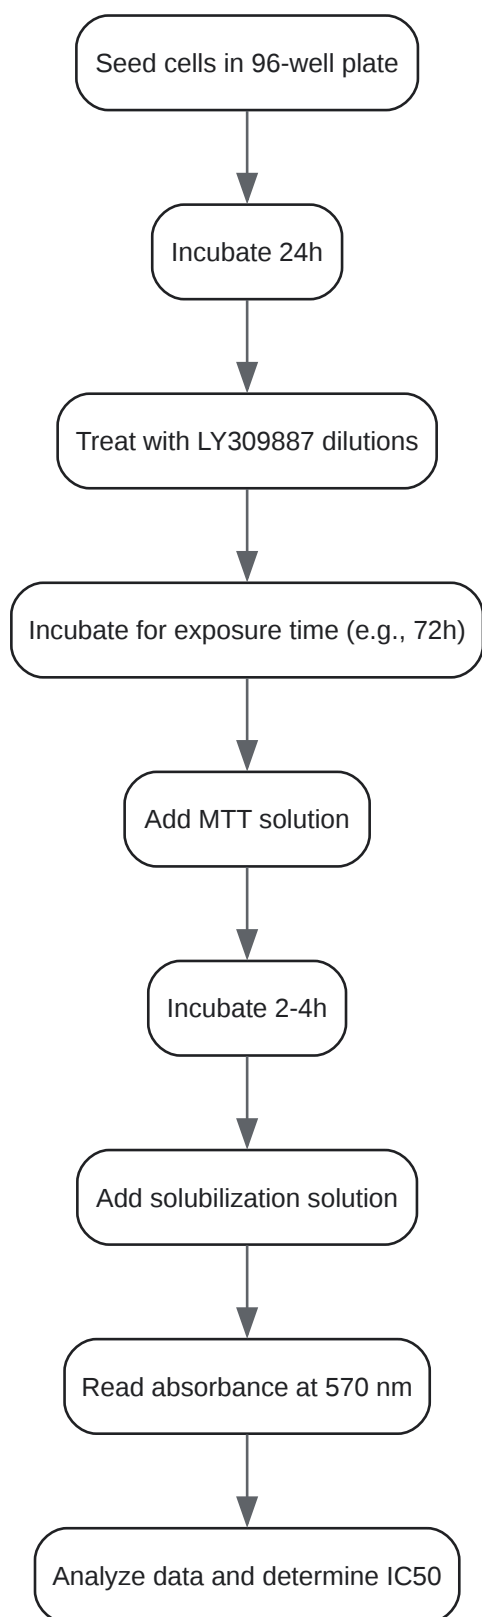 Seed cells in 96-well plate
Incubate 24h
Treat with LY309887 dilutions
Incubate for exposure time (e.g., 72h)
Add MTT solution
Incubate 2-4h
Add solubilization solution
Read absorbance at 570 nm
Analyze data and determine IC50